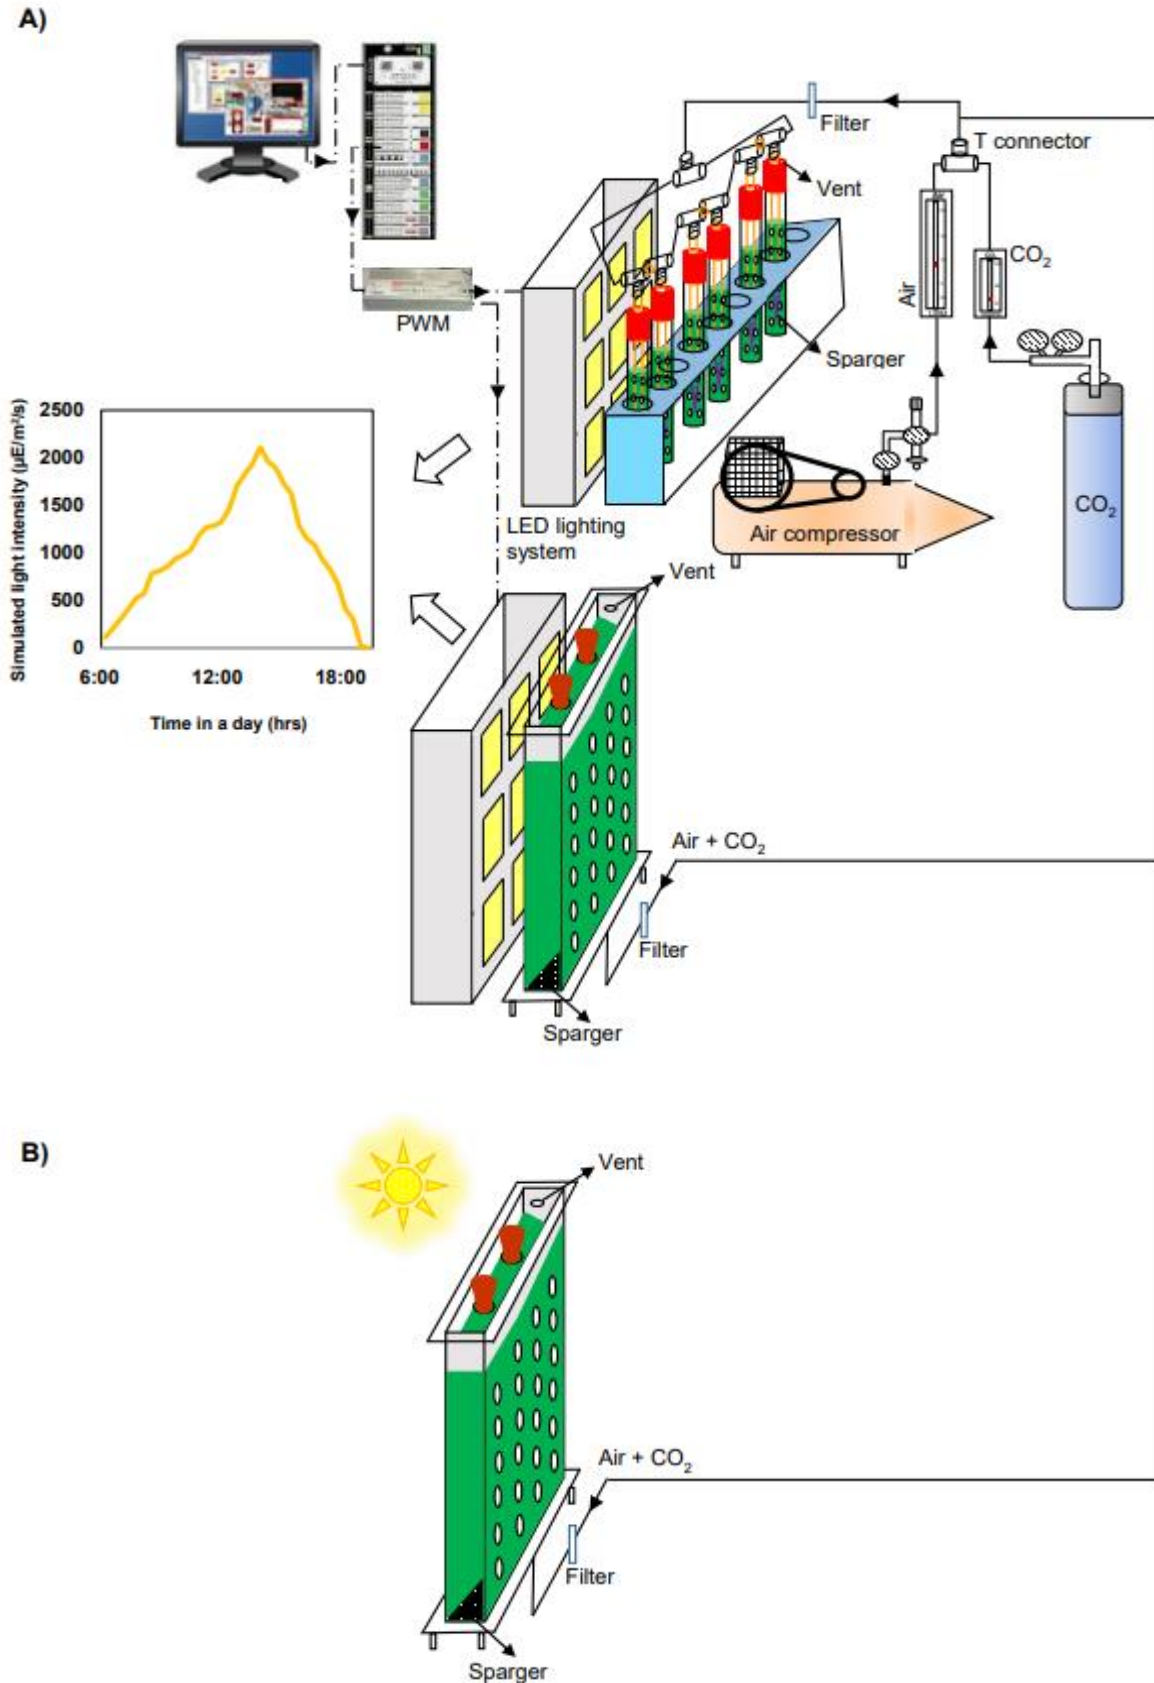 A)
Filter
T connector
Vent
Air
CO₂
PWM
Sparger
CO₂
Air compressor
LED lighting
system
Simulated light intensity (µE/m²/s)
2500
2000
1500
1000
500
0
6:00 12:00 18:00
Time in a day (hrs)
Vent
Air + CO₂
Filter
Sparger
B)
Vent
Air + CO₂
Filter
Sparger